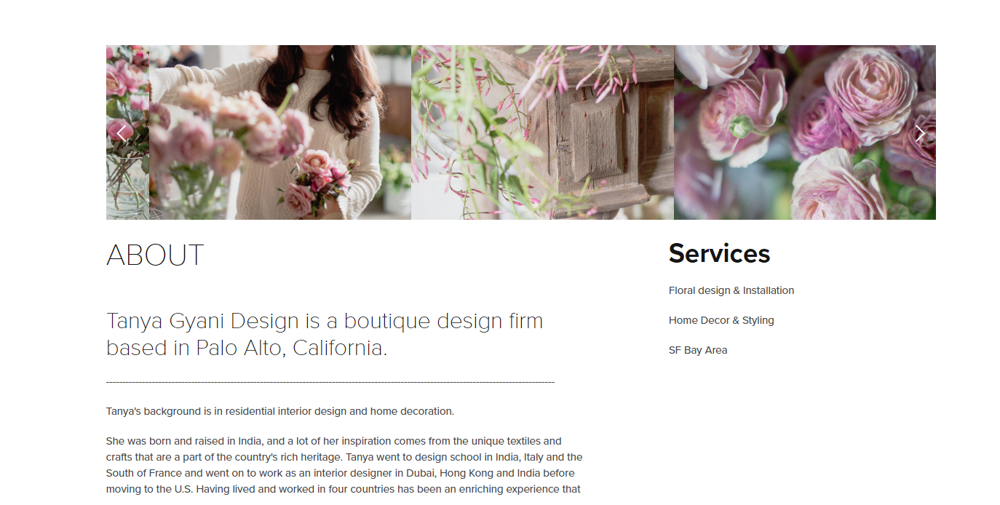 ABOUT
Tanya Gyani Design is a boutique design firm
based in Palo Alto, California.
Tanya's background is in residential interior design and home decoration.
She was born and raised in India, and a lot of her inspiration comes from the unique textiles and
crafts that are a part of the country's rich heritage. Tanya went to design school in India, Italy and the
South of France and went on to work as an interior designer in Dubai, Hong Kong and India before
moving to the U.S. Having lived and worked in four countries has been an enriching experience that
Services
Floral design & Installation
Home Decor & Styling
SF Bay Area